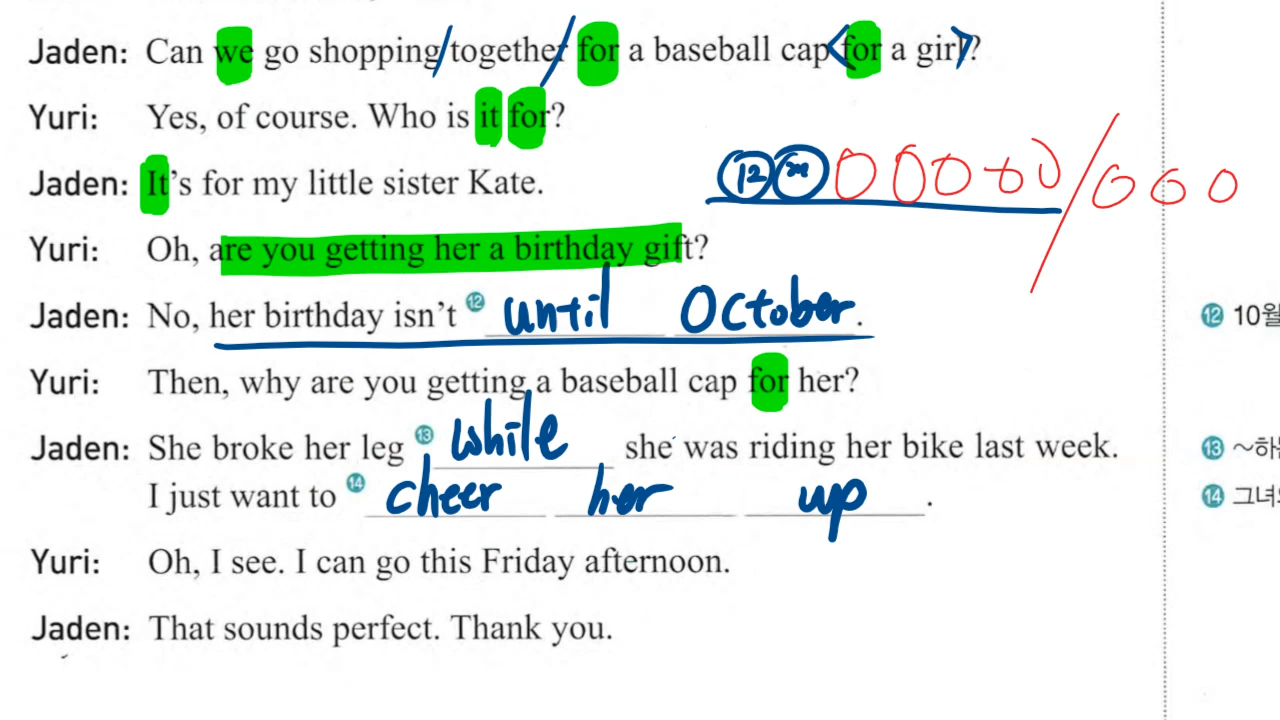 Jaden: Can we go shopping/together/for a baseball cap<for a girl>?
Yuri: Yes, of course. Who is it for?
12
Jaden: It's for my little sister Kate.
Yuri: Oh, are you getting her a birthday gift?
Jaden: No, her birthday isn't ⑫ until October. ⑫ 10월
Yuri: Then, why are you getting a baseball cap for her?
Jaden: She broke her leg ⑬ while she was riding her bike last week. ⑬ ~하
I just want to ⑭ cheer her up. ⑭ 그녀
Yuri: Oh, I see. I can go this Friday afternoon.
Jaden: That sounds perfect. Thank you.